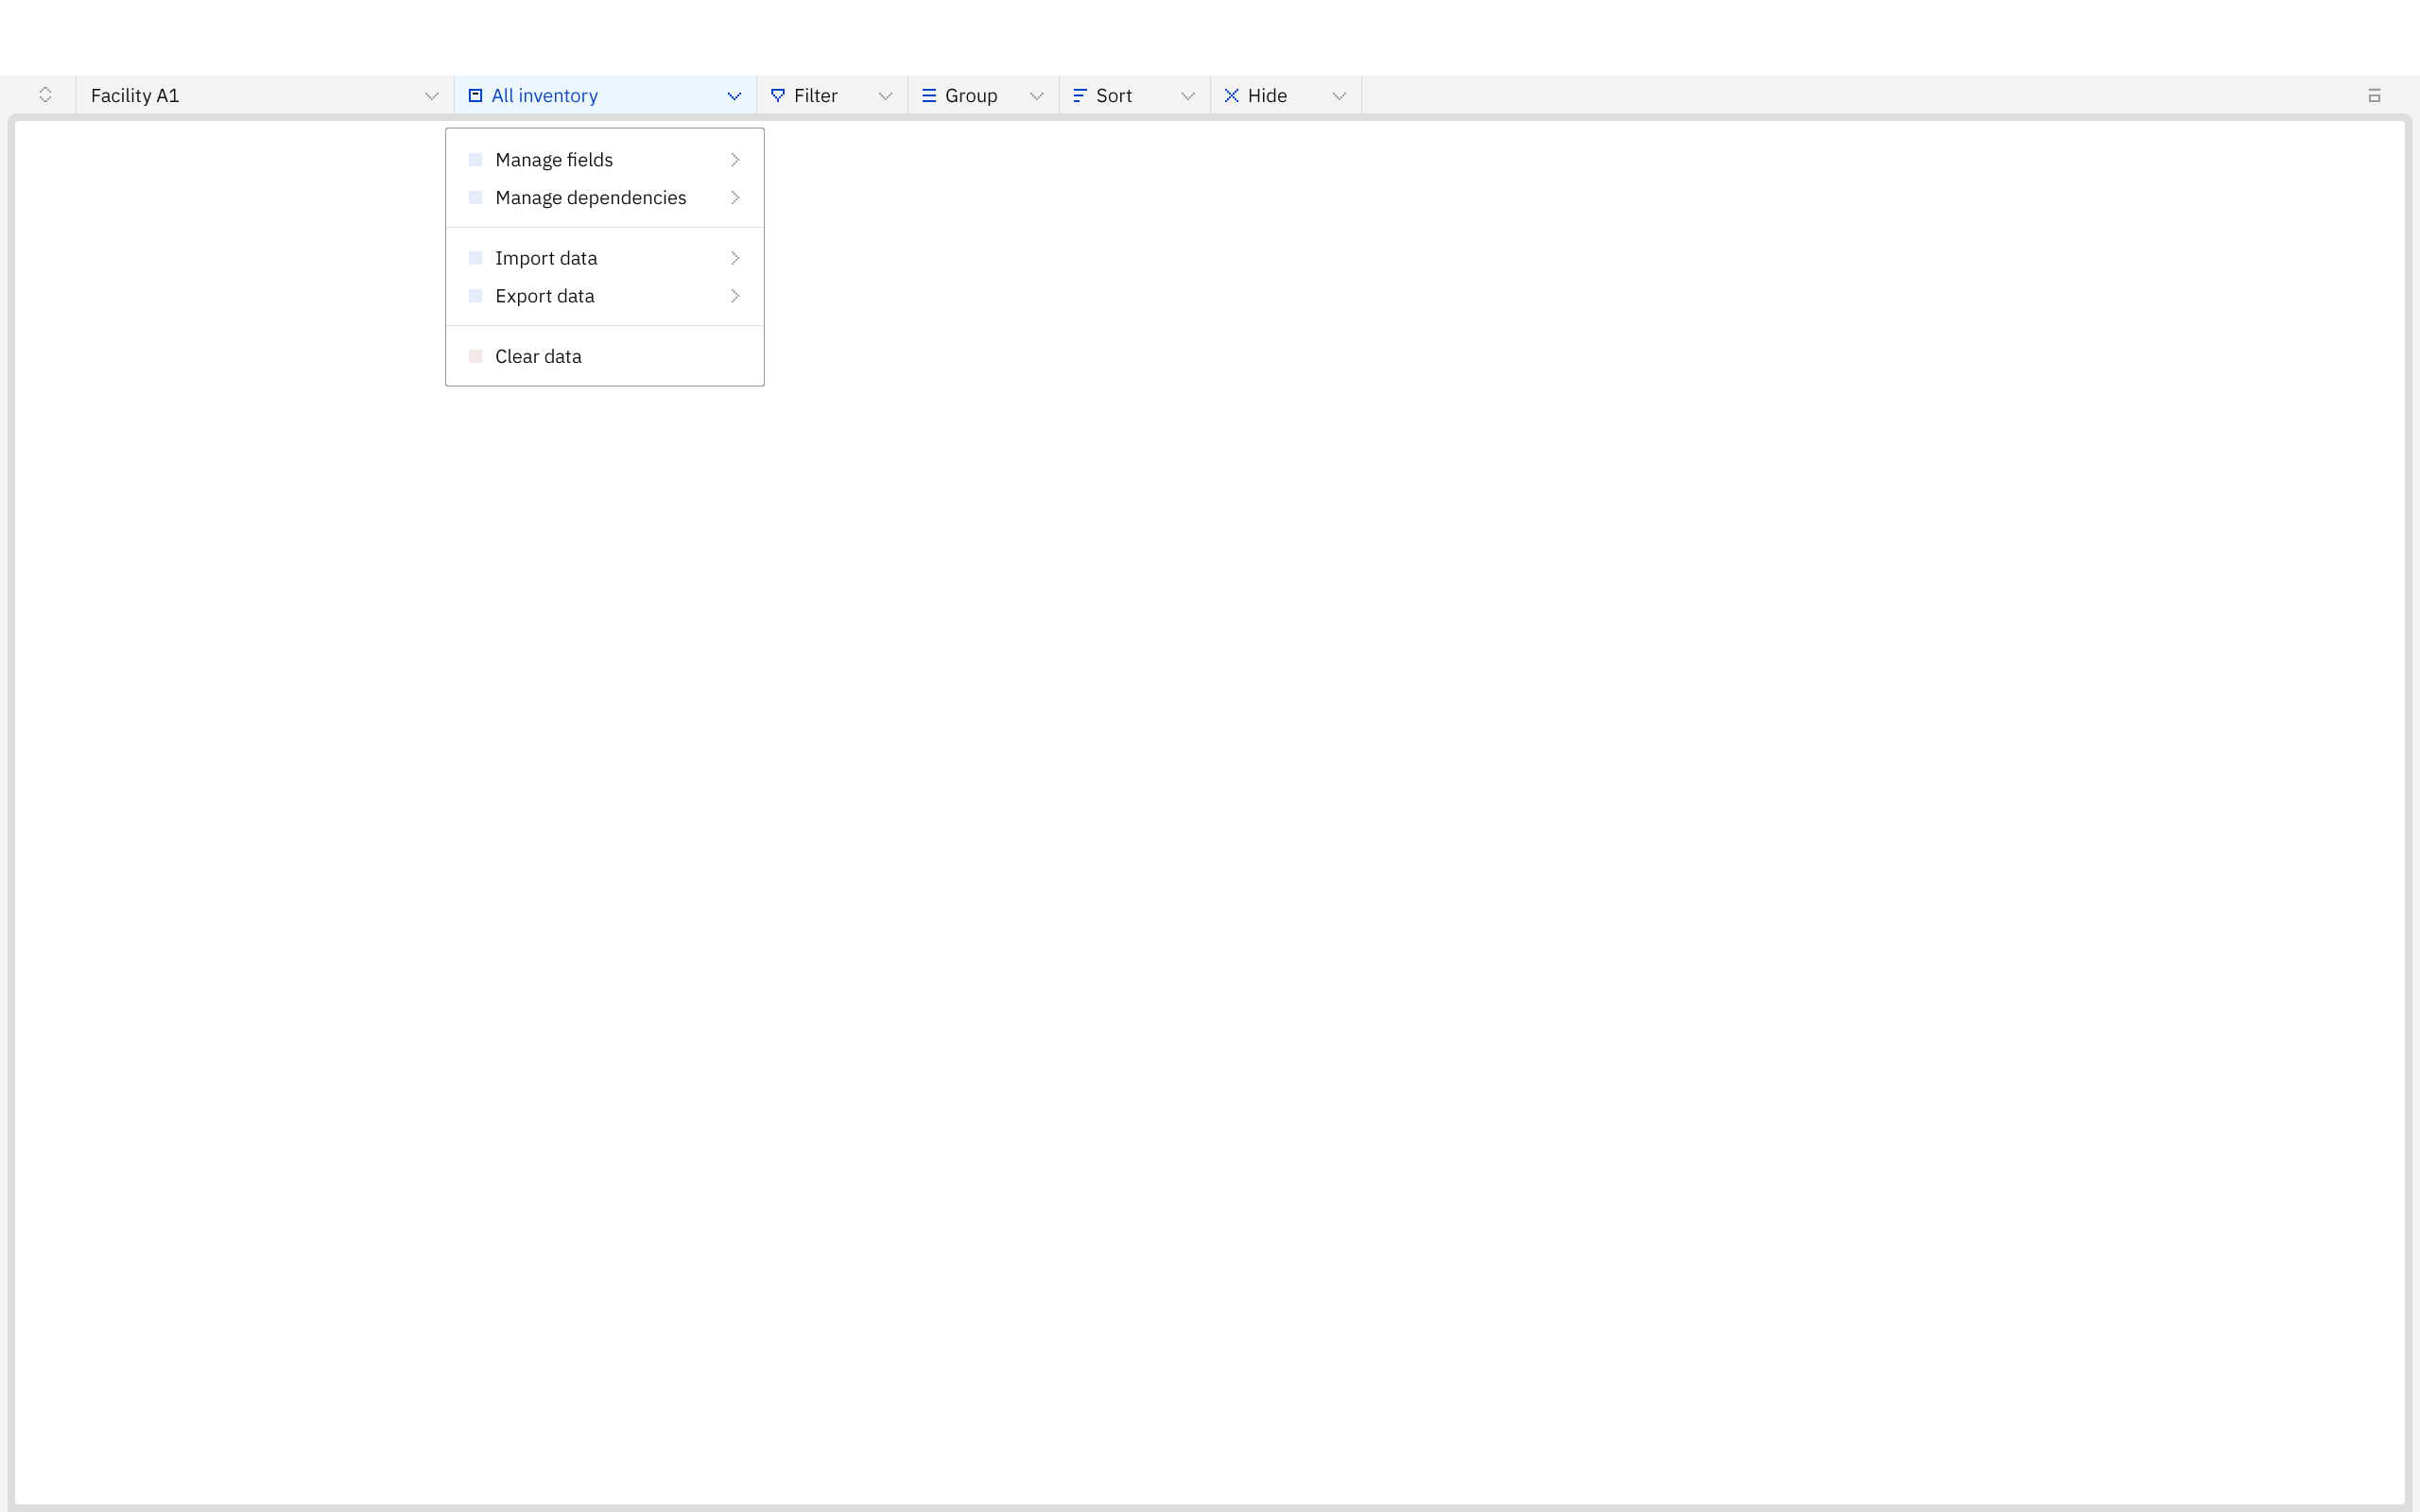 Facility A1
All inventory
Filter
Group
Sort
Hide
Manage fields
Manage dependencies
Import data
Export data
Clear data